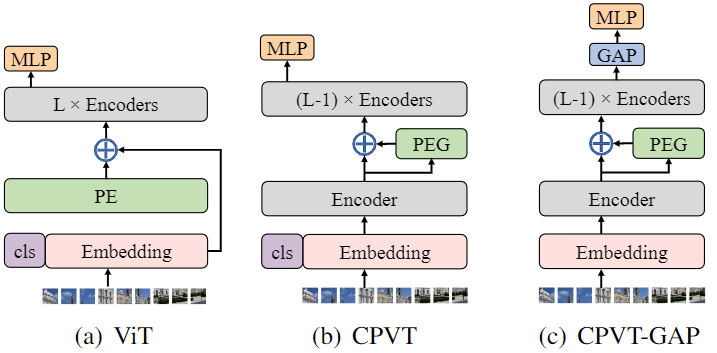 MLP
L × Encoders
PE
cls
Embedding
(a) ViT
MLP
(L-1) × Encoders
PEG
Encoder
cls
Embedding
(b) CPVT
MLP
GAP
(L-1) × Encoders
PEG
Encoder
Embedding
(c) CPVT-GAP